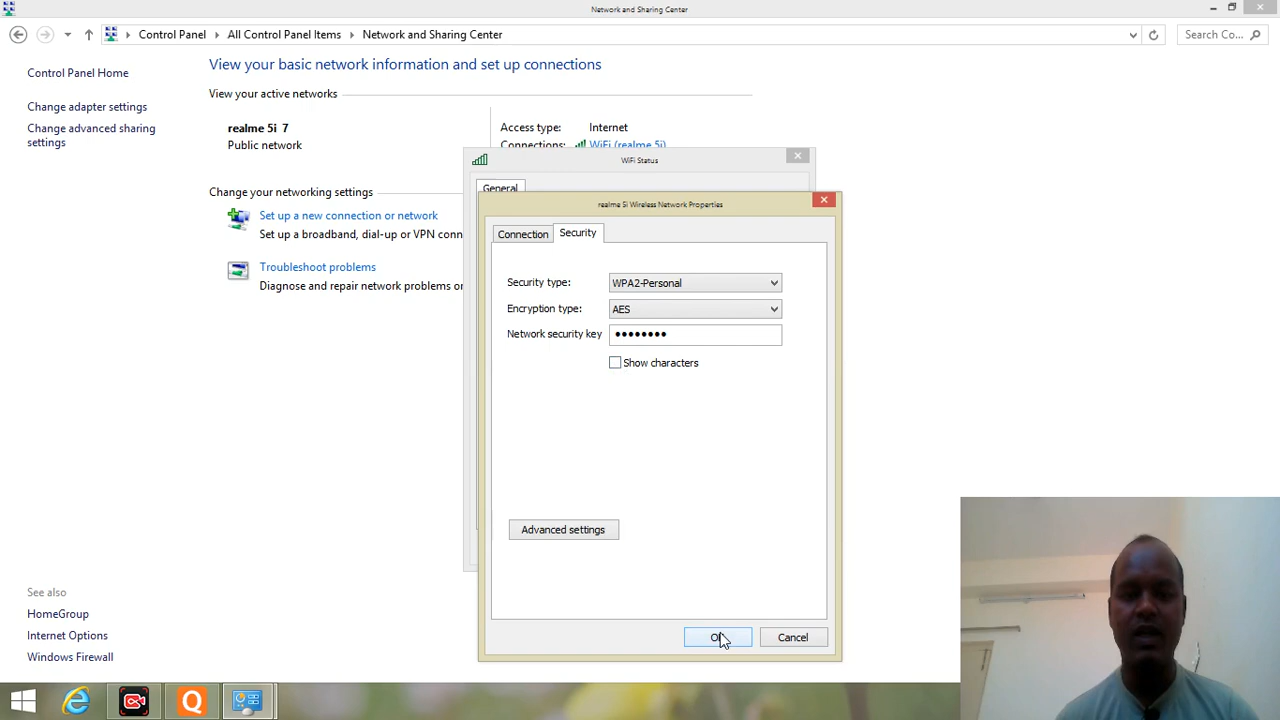 Network and Sharing Center
Control Panel All Control Panel Items Network and Sharing Center
Search Co...
Control Panel Home
Change adapter settings
Change advanced sharing
settings
See also
HomeGroup
Internet Options
Windows Firewall
View your basic network information and set up connections
View your active networks
realme 5i 7
Public network
Access type: Internet
Connections: WiFi (realme 5i)
Change your networking settings
Set up a new connection or network
Set up a broadband, dial-up or VPN conn
Troubleshoot problems
Diagnose and repair network problems or
WiFi Status
General
realme 5i Wireless Network Properties
Connection Security
Security type: WPA2-Personal
Encryption type: AES
Network security key ••••••••
Show characters
Advanced settings
OK Cancel